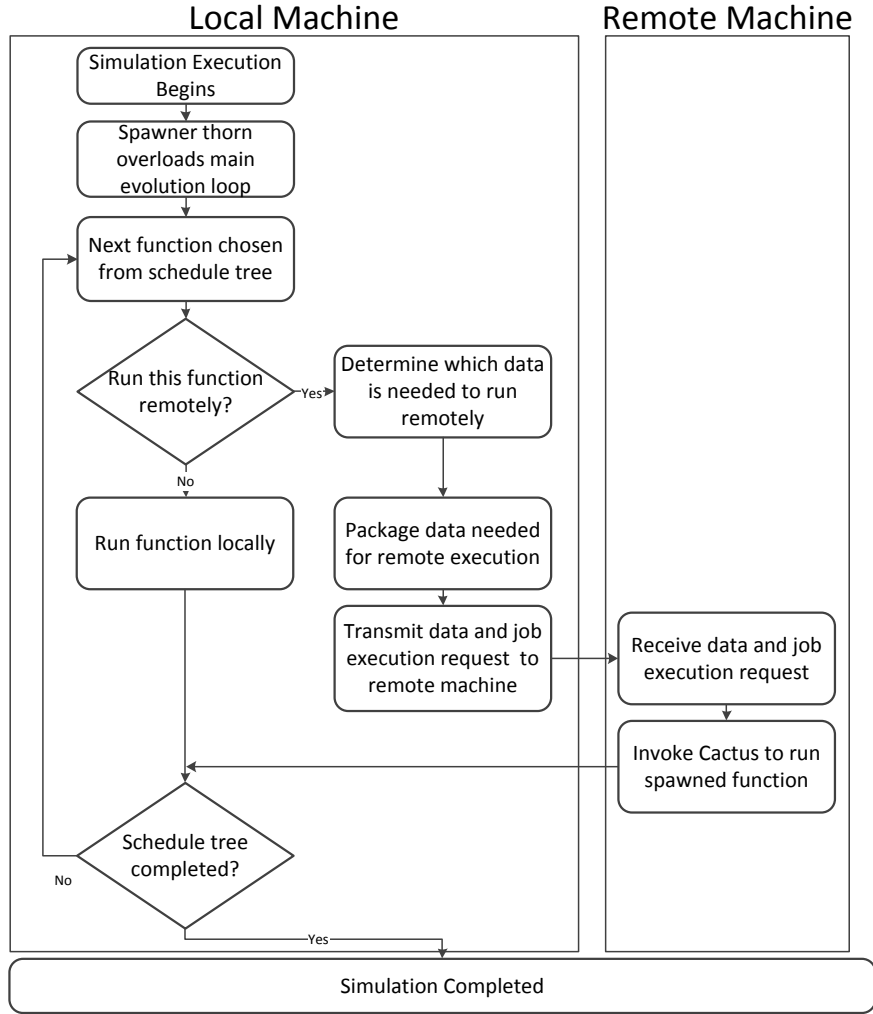 Local Machine
Remote Machine
Simulation Execution
Begins
Spawner thorn
overloads main
evolution loop
Next function chosen
from schedule tree
Run this function
remotely?
Yes
Determine which data
is needed to run
remotely
No
Run function locally
Package data needed
for remote execution
Transmit data and job
execution request to
remote machine
Receive data and job
execution request
Invoke Cactus to run
spawned function
Schedule tree
completed?
No
Yes
Simulation Completed